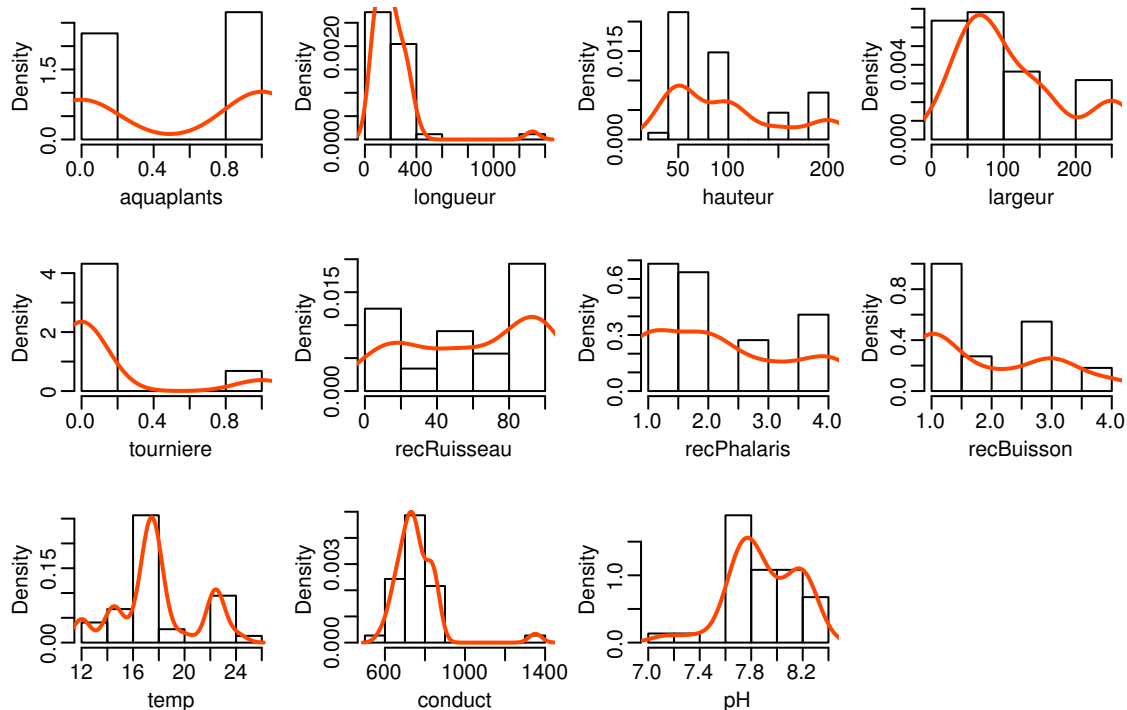 Density
0.0
1.5
0.0 0.4 0.8
aquaplants
Density
0.0000
0.0020
0 400 1000
longueur
Density
0.000
0.015
50 100 200
hauteur
Density
0.000
0.004
0 100 200
largeur
Density
0
2
4
0.0 0.4 0.8
tourniere
Density
0.000
0.015
0 40 80
recRuisseau
Density
0.0
0.3
0.6
1.0 2.0 3.0 4.0
recPhalaris
Density
0.0
0.4
0.8
1.0 2.0 3.0 4.0
recBuisson
Density
0.00
0.15
12 16 20 24
temp
Density
0.000
0.003
600 1000 1400
conduct
Density
0.0
1.0
7.0 7.4 7.8 8.2
pH